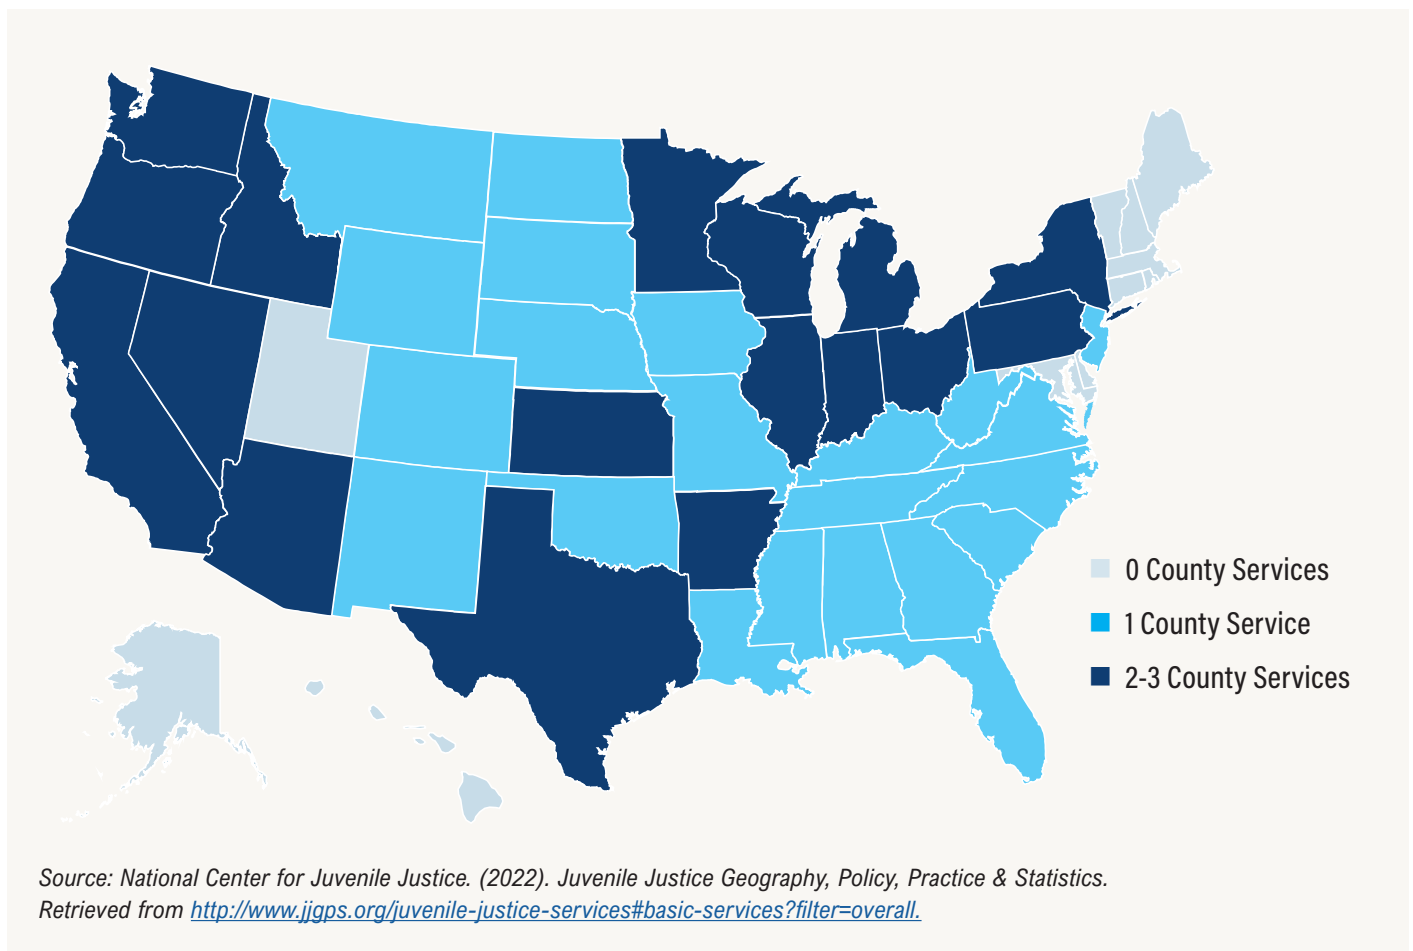 0 County Services
1 County Service
2-3 County Services
Source: National Center for Juvenile Justice. (2022). Juvenile Justice Geography, Policy, Practice & Statistics.
Retrieved from http://www.jjgps.org/juvenile-justice-services#basic-services?filter=overall.